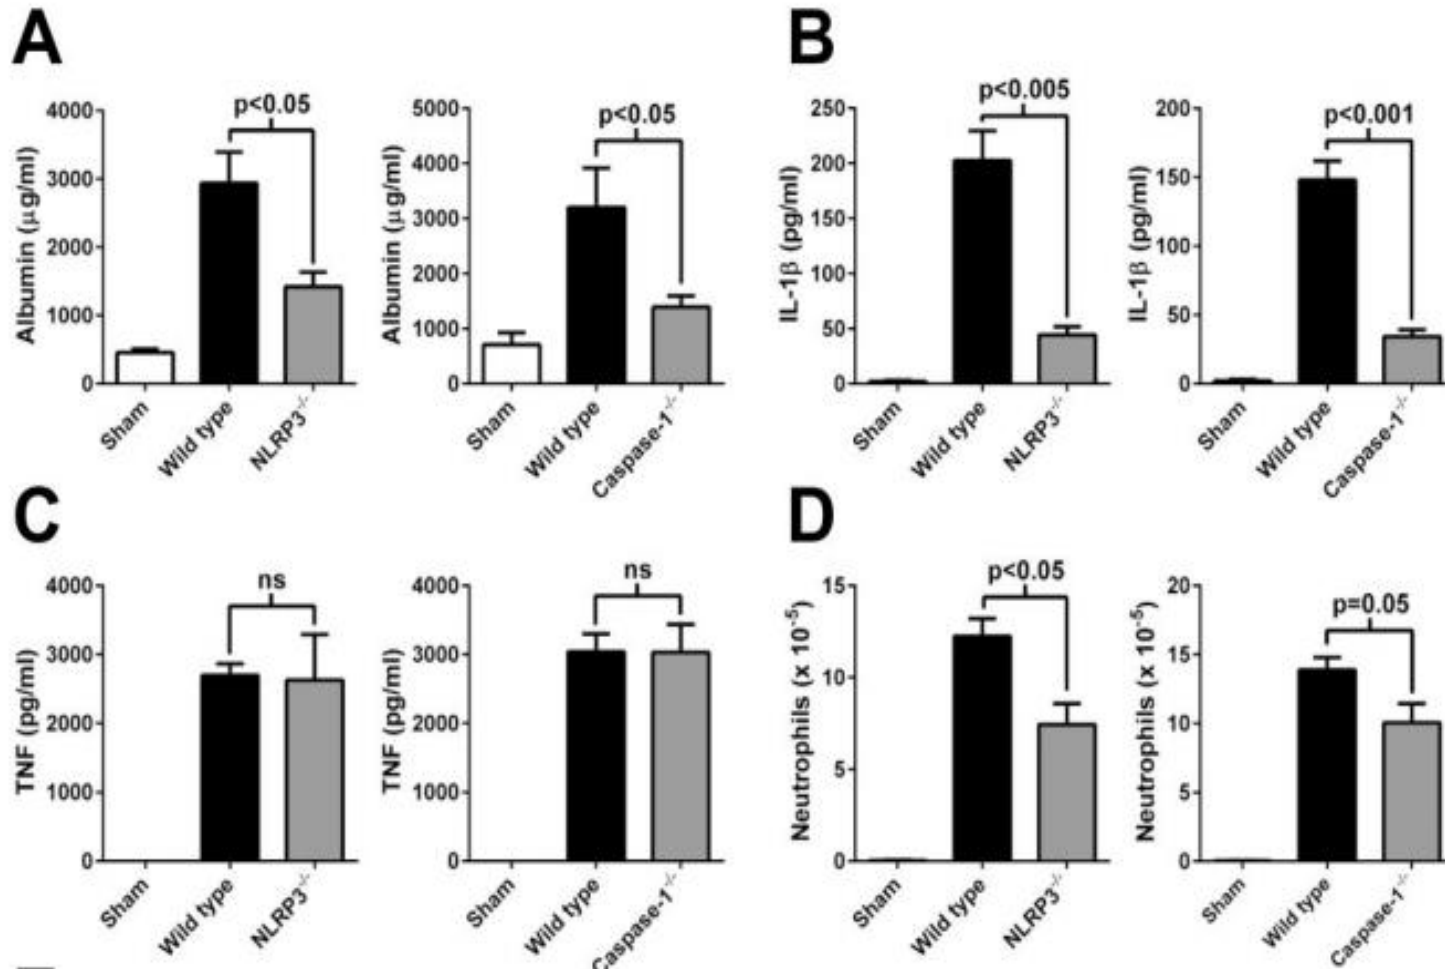 A
B
4000
3000
2000
1000
0
Albumin (μg/ml)
p<0.05
Sham
Wild type
NLRP3-/-
5000
4000
3000
2000
1000
0
Albumin (μg/ml)
p<0.05
Sham
Wild type
Caspase-1-/-
250
200
150
100
50
0
IL-1β (pg/ml)
p<0.005
Sham
Wild type
NLRP3-/-
200
150
100
50
0
IL-1β (pg/ml)
p<0.001
Sham
Wild type
Caspase-1-/-
C
D
4000
3000
2000
1000
0
TNF (pg/ml)
ns
Sham
Wild type
NLRP3-/-
4000
3000
2000
1000
0
TNF (pg/ml)
ns
Sham
Wild type
Caspase-1-/-
15
10
5
0
Neutrophils (x 10-5)
p<0.05
Sham
Wild type
NLRP3-/-
20
15
10
5
0
Neutrophils (x 10-5)
p=0.05
Sham
Wild type
Caspase-1-/-